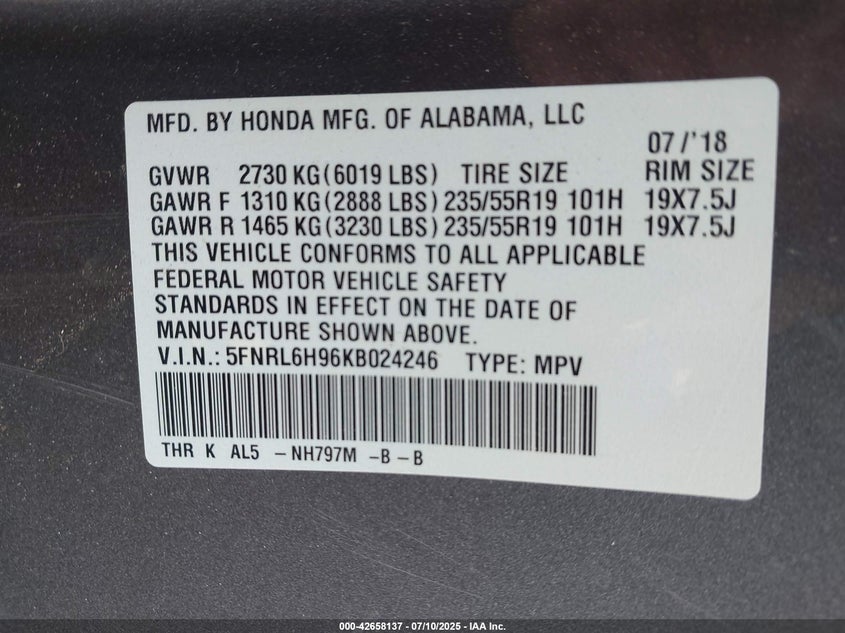 MFD. BY HONDA MFG. OF ALABAMA, LLC
07/'18
GVWR 2730 KG(6019 LBS) TIRE SIZE RIM SIZE
GAWR F 1310 KG(2888 LBS) 235/55R19 101H 19X7.5J
GAWR R 1465 KG(3230 LBS) 235/55R19 101H 19X7.5J
THIS VEHICLE CONFORMS TO ALL APPLICABLE
FEDERAL MOTOR VEHICLE SAFETY
STANDARDS IN EFFECT ON THE DATE OF
MANUFACTURE SHOWN ABOVE.
V.I.N.: 5FNRL6H96KB024246 TYPE: MPV
THR K AL5 -NH797M -B -B
000-42658137 - 07/10/2025 - IAA Inc.